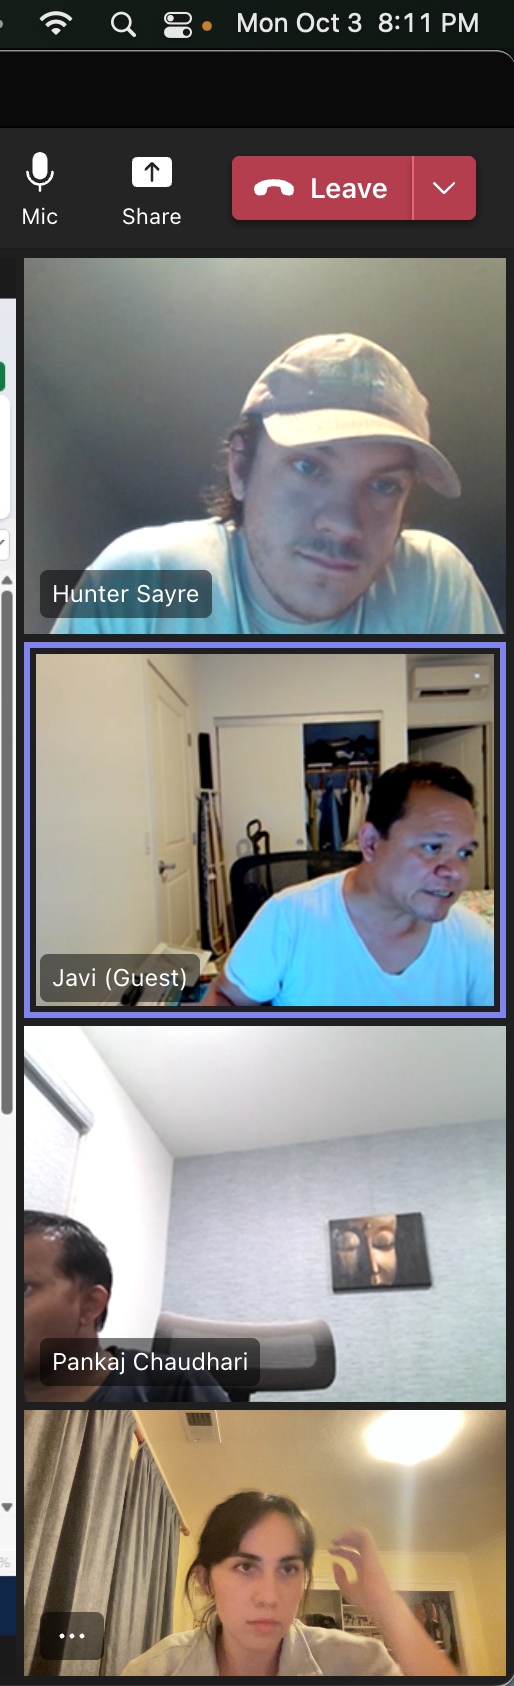 Mon Oct 3 8:11 PM
Mic
Share
Leave
Hunter Sayre
Javi (Guest)
Pankaj Chaudhari
%
...